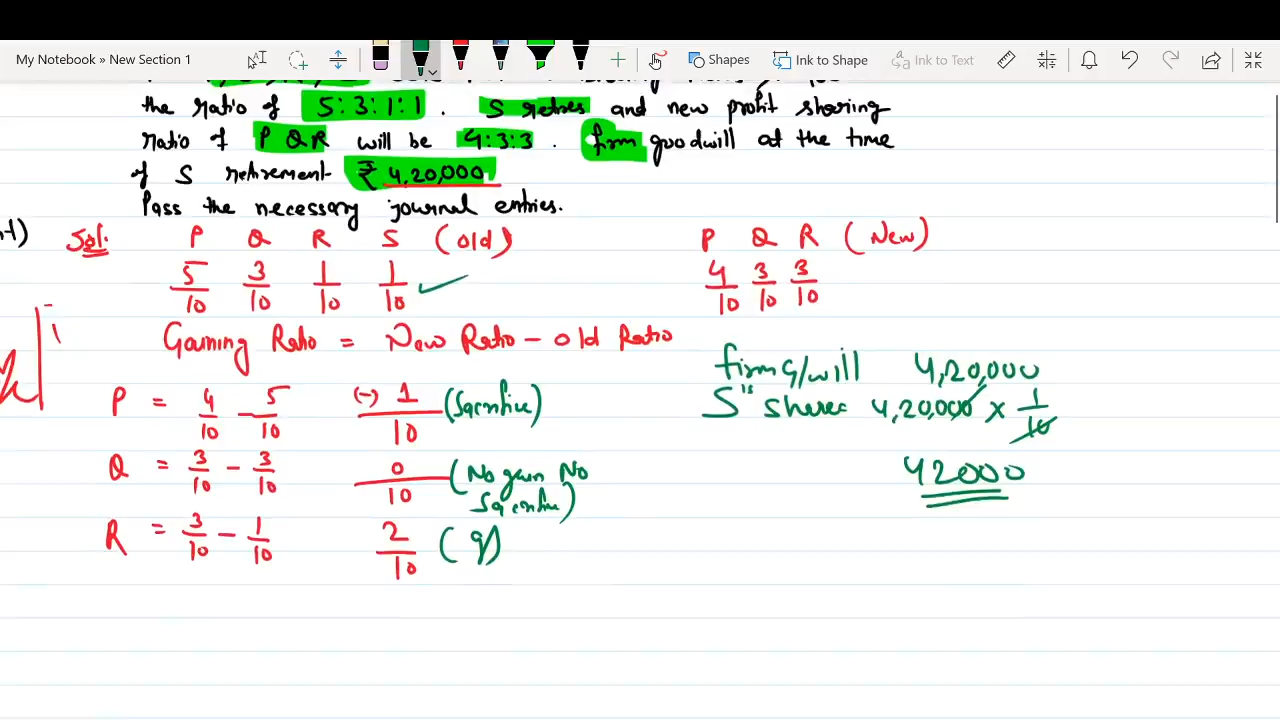 My Notebook » New Section 1
Shapes
Ink to Shape
Ink to Text
the ratio of 5:3:1:1 . S retires and new profit sharing
ratio of P Q R will be 4:3:3 . firm goodwill at the time
of S retirement ₹ 4,20,000
Pass the necessary journal entries.
Sol. P Q R S (Old)
5/10 3/10 1/10 1/10
P Q R (New)
4/10 3/10 3/10
Gaining Ratio = New Ratio - old Ratio
P = 4/10 - 5/10 (-) 1/10 (Sacrifice)
Q = 3/10 - 3/10 0/10 (No gain No Sacrifice)
R = 3/10 - 1/10 2/10 (g)
firm G/will 4,20,000
S" share 4,20,000 x 1/10
42000